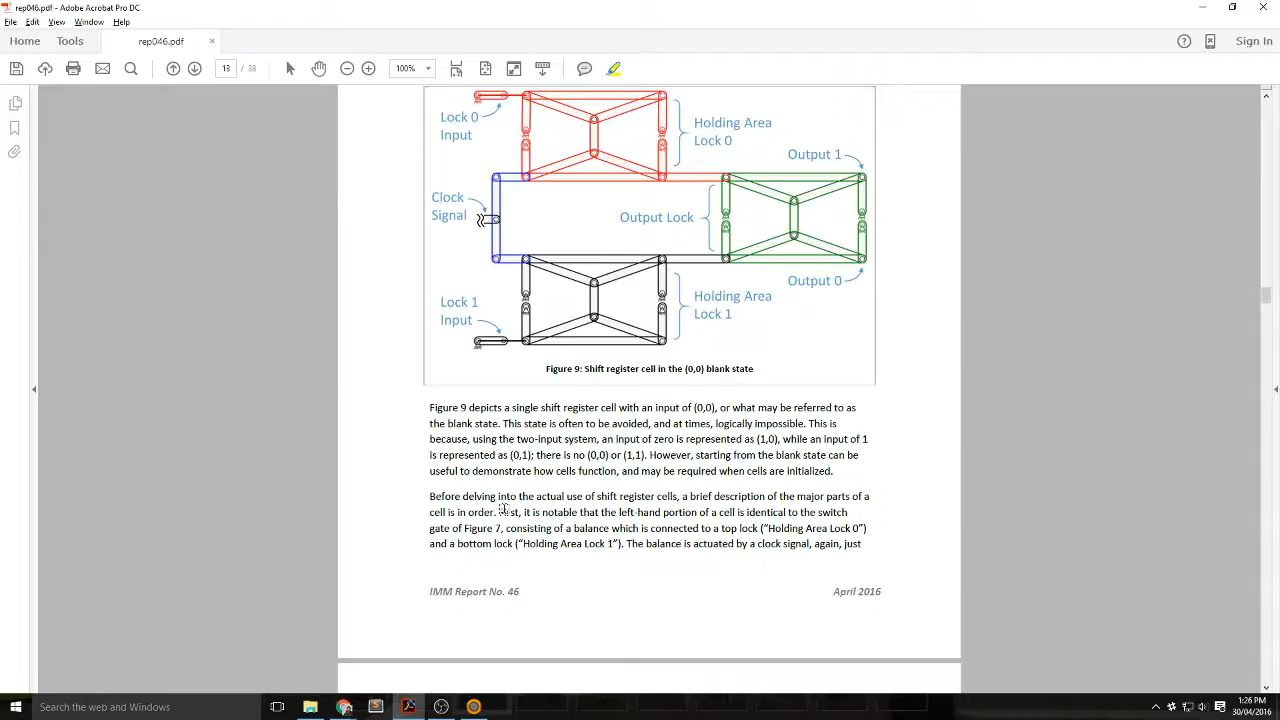 rep046.pdf - Adobe Acrobat Pro DC
File Edit View Window Help
Home Tools rep046.pdf × Sign In
13 / 38 100%
Lock 0
Input
Holding Area
Lock 0
Output 1
Clock
Signal
Output Lock
Output 0
Lock 1
Input
Holding Area
Lock 1
Figure 9: Shift register cell in the (0,0) blank state
Figure 9 depicts a single shift register cell with an input of (0,0), or what may be referred to as
the blank state. This state is often to be avoided, and at times, logically impossible. This is
because, using the two-input system, an input of zero is represented as (1,0), while an input of 1
is represented as (0,1); there is no (0,0) or (1,1). However, starting from the blank state can be
useful to demonstrate how cells function, and may be required when cells are initialized.
Before delving into the actual use of shift register cells, a brief description of the major parts of a
cell is in order. First, it is notable that the left-hand portion of a cell is identical to the switch
gate of Figure 7, consisting of a balance which is connected to a top lock (“Holding Area Lock 0”)
and a bottom lock (“Holding Area Lock 1”). The balance is actuated by a clock signal, again, just
IMM Report No. 46 April 2016
Search the web and Windows
1:26 PM
30/04/2016